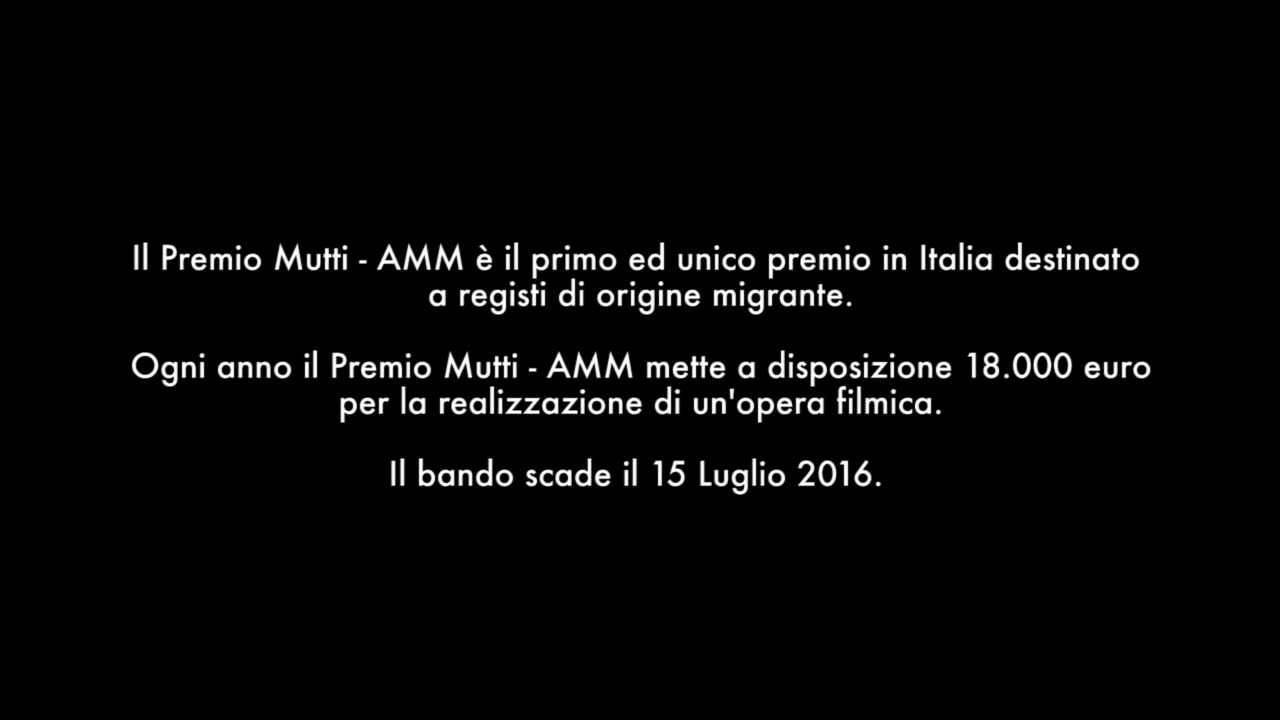 Il Premio Mutti - AMM è il primo ed unico premio in Italia destinato
a registi di origine migrante.
Ogni anno il Premio Mutti - AMM mette a disposizione 18.000 euro
per la realizzazione di un'opera filmica.
Il bando scade il 15 Luglio 2016.